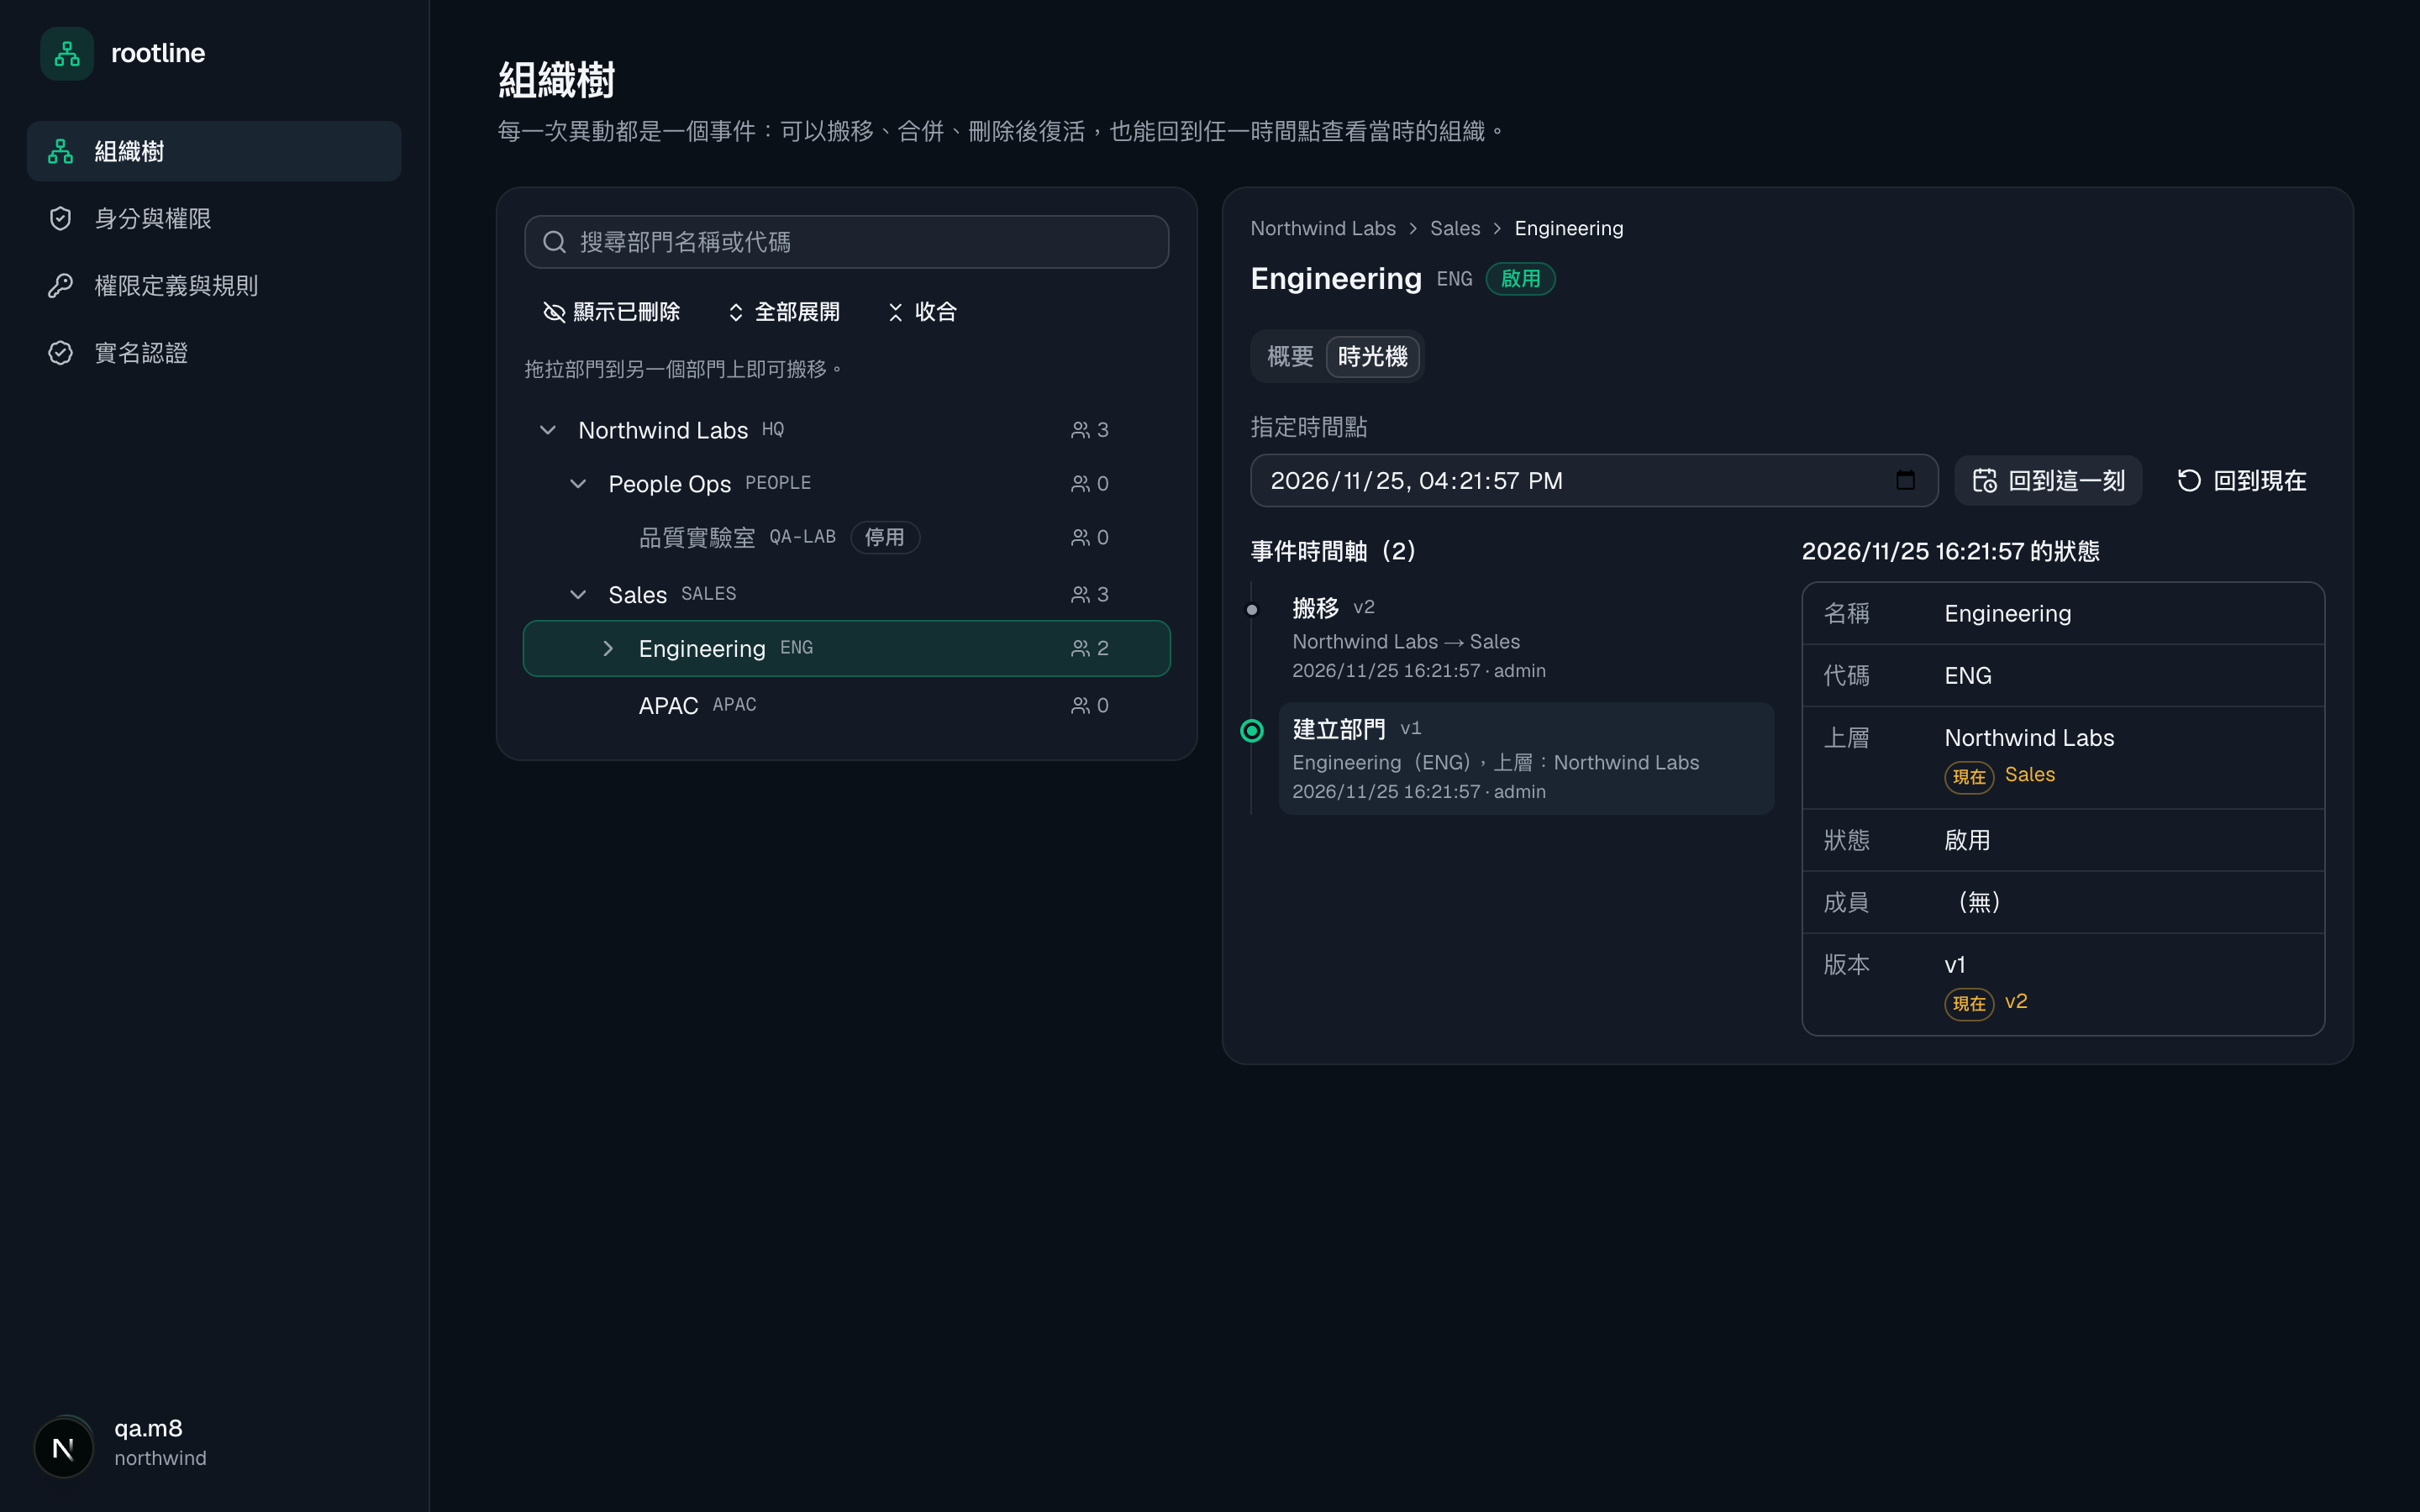 rootline
組織樹
身分與權限
權限定義與規則
實名認證
qa.m8
northwind
組織樹
每一次異動都是一個事件：可以搬移、合併、刪除後復活，也能回到任一時間點查看當時的組織。
搜尋部門名稱或代碼
顯示已刪除 全部展開 收合
拖拉部門到另一個部門上即可搬移。
Northwind Labs HQ 3
People Ops PEOPLE 0
品質實驗室 QA-LAB 停用 0
Sales SALES 3
Engineering ENG 2
APAC APAC 0
Northwind Labs > Sales > Engineering
Engineering ENG 啟用
概要 時光機
指定時間點
2026/11/25, 04:21:57 PM 回到這一刻 回到現在
事件時間軸（2）
搬移 v2
Northwind Labs → Sales
2026/11/25 16:21:57 · admin
建立部門 v1
Engineering（ENG），上層：Northwind Labs
2026/11/25 16:21:57 · admin
2026/11/25 16:21:57 的狀態
名稱 Engineering
代碼 ENG
上層 Northwind Labs
現在 Sales
狀態 啟用
成員 （無）
版本 v1
現在 v2